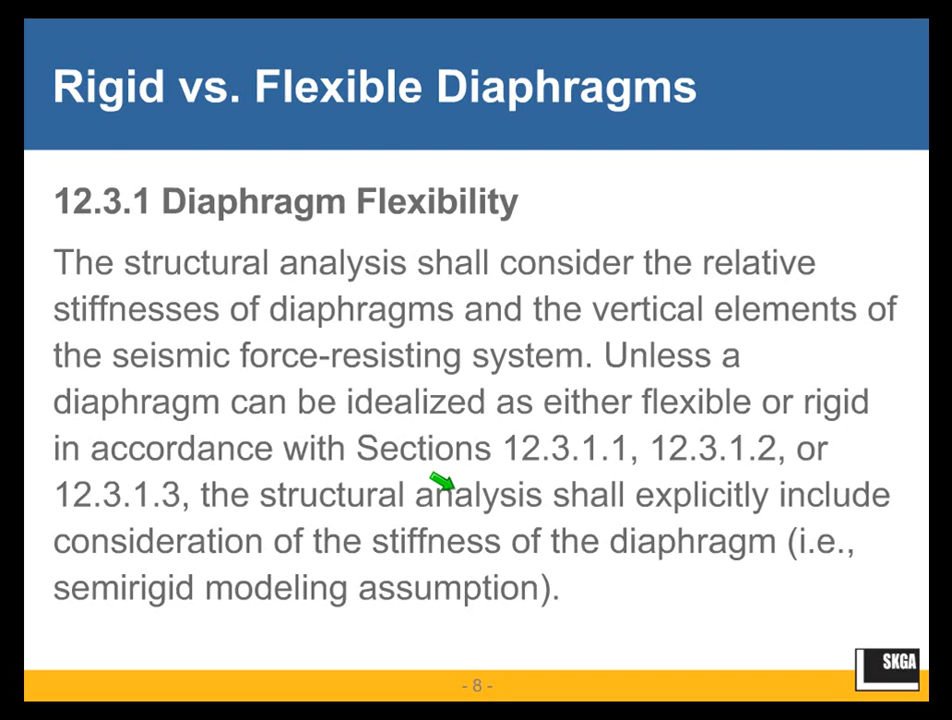 Rigid vs. Flexible Diaphragms
12.3.1 Diaphragm Flexibility
The structural analysis shall consider the relative
stiffnesses of diaphragms and the vertical elements of
the seismic force-resisting system. Unless a
diaphragm can be idealized as either flexible or rigid
in accordance with Sections 12.3.1.1, 12.3.1.2, or
12.3.1.3, the structural analysis shall explicitly include
consideration of the stiffness of the diaphragm (i.e.,
semirigid modeling assumption).
SKGA
- 8 -